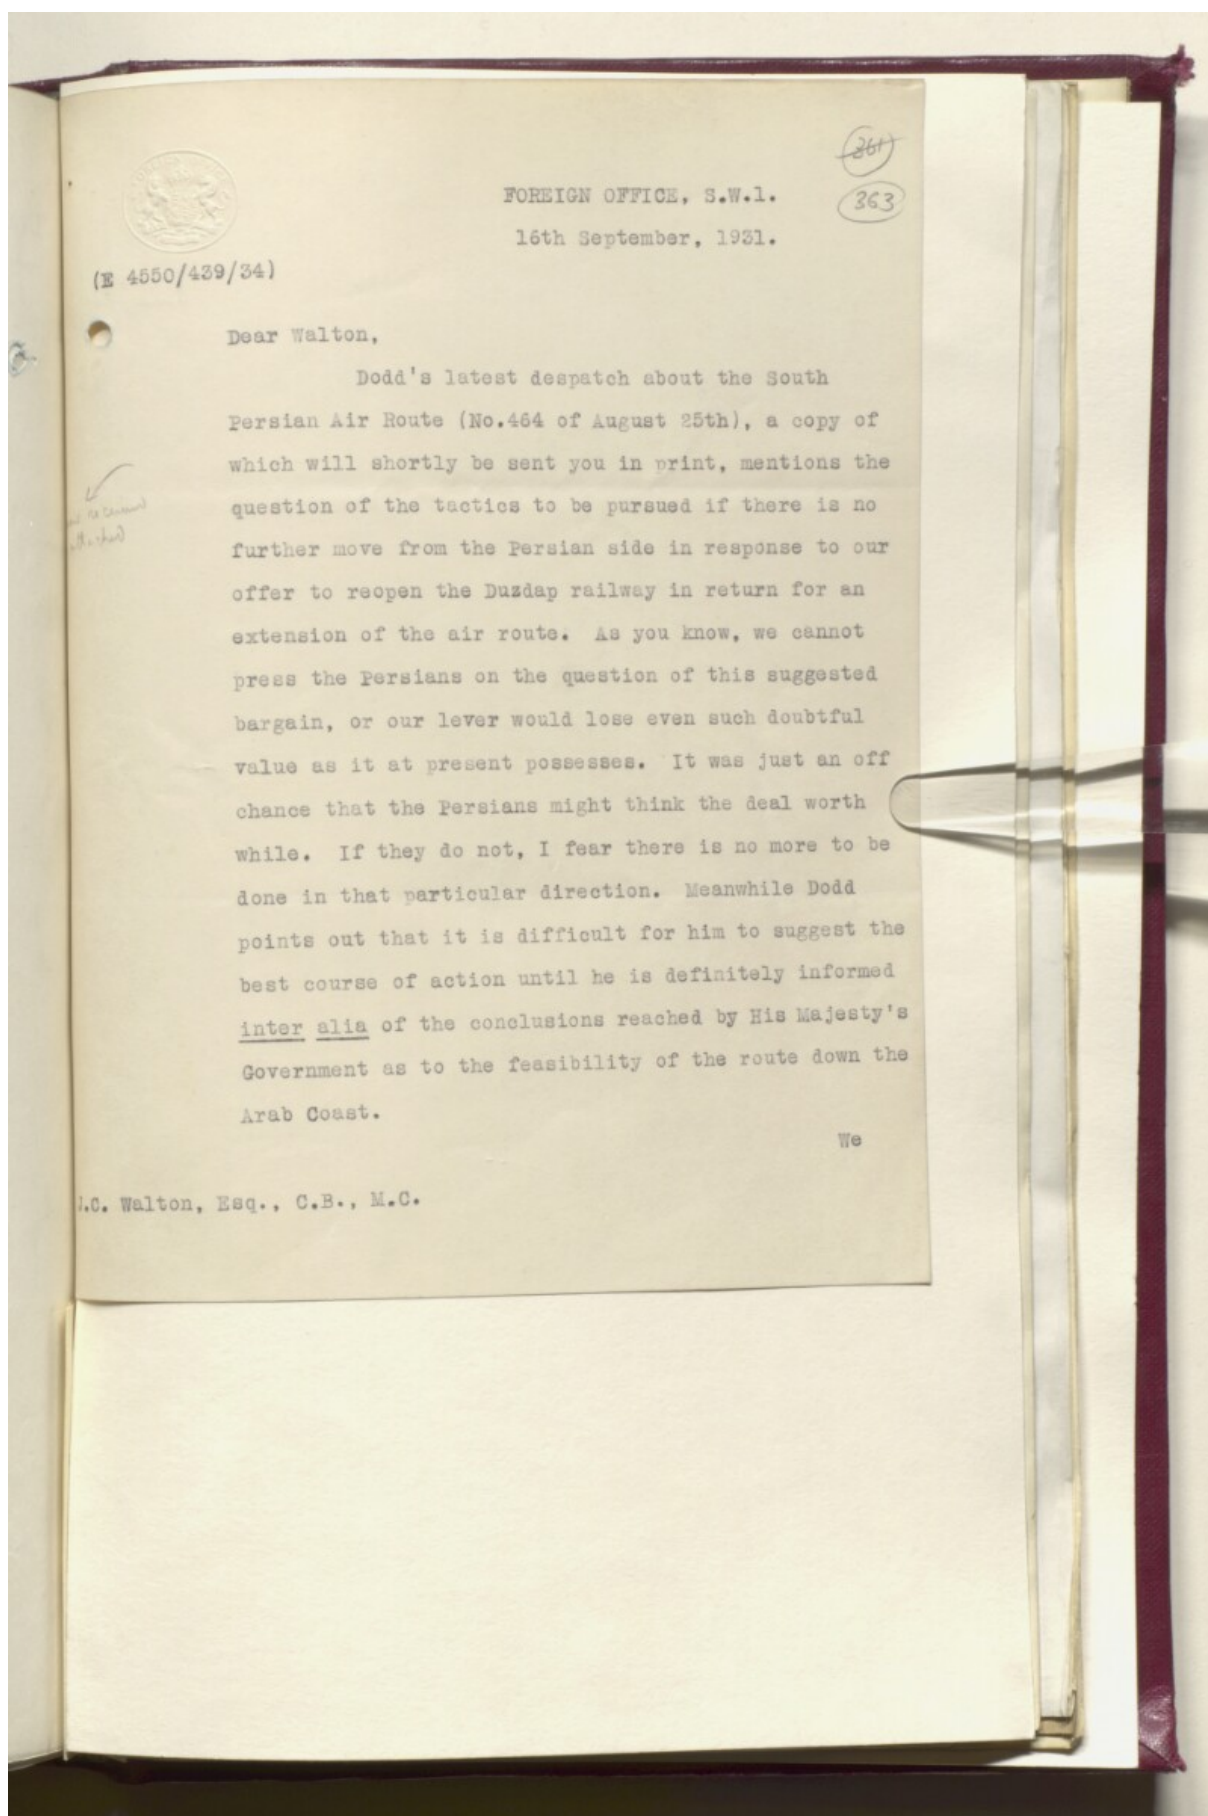 361
363
FOREIGN OFFICE, S.W.1.
16th September, 1931.
(E 4550/439/34)
Dear Walton,
Dodd's latest despatch about the South
Persian Air Route (No.464 of August 25th), a copy of
which will shortly be sent you in print, mentions the
question of the tactics to be pursued if there is no
further move from the Persian side in response to our
offer to reopen the Duzdap railway in return for an
extension of the air route. As you know, we cannot
press the Persians on the question of this suggested
bargain, or our lever would lose even such doubtful
value as it at present possesses. It was just an off
chance that the Persians might think the deal worth
while. If they do not, I fear there is no more to be
done in that particular direction. Meanwhile Dodd
points out that it is difficult for him to suggest the
best course of action until he is definitely informed
inter alia of the conclusions reached by His Majesty's
Government as to the feasibility of the route down the
Arab Coast.
We
J.C. Walton, Esq., C.B., M.C.